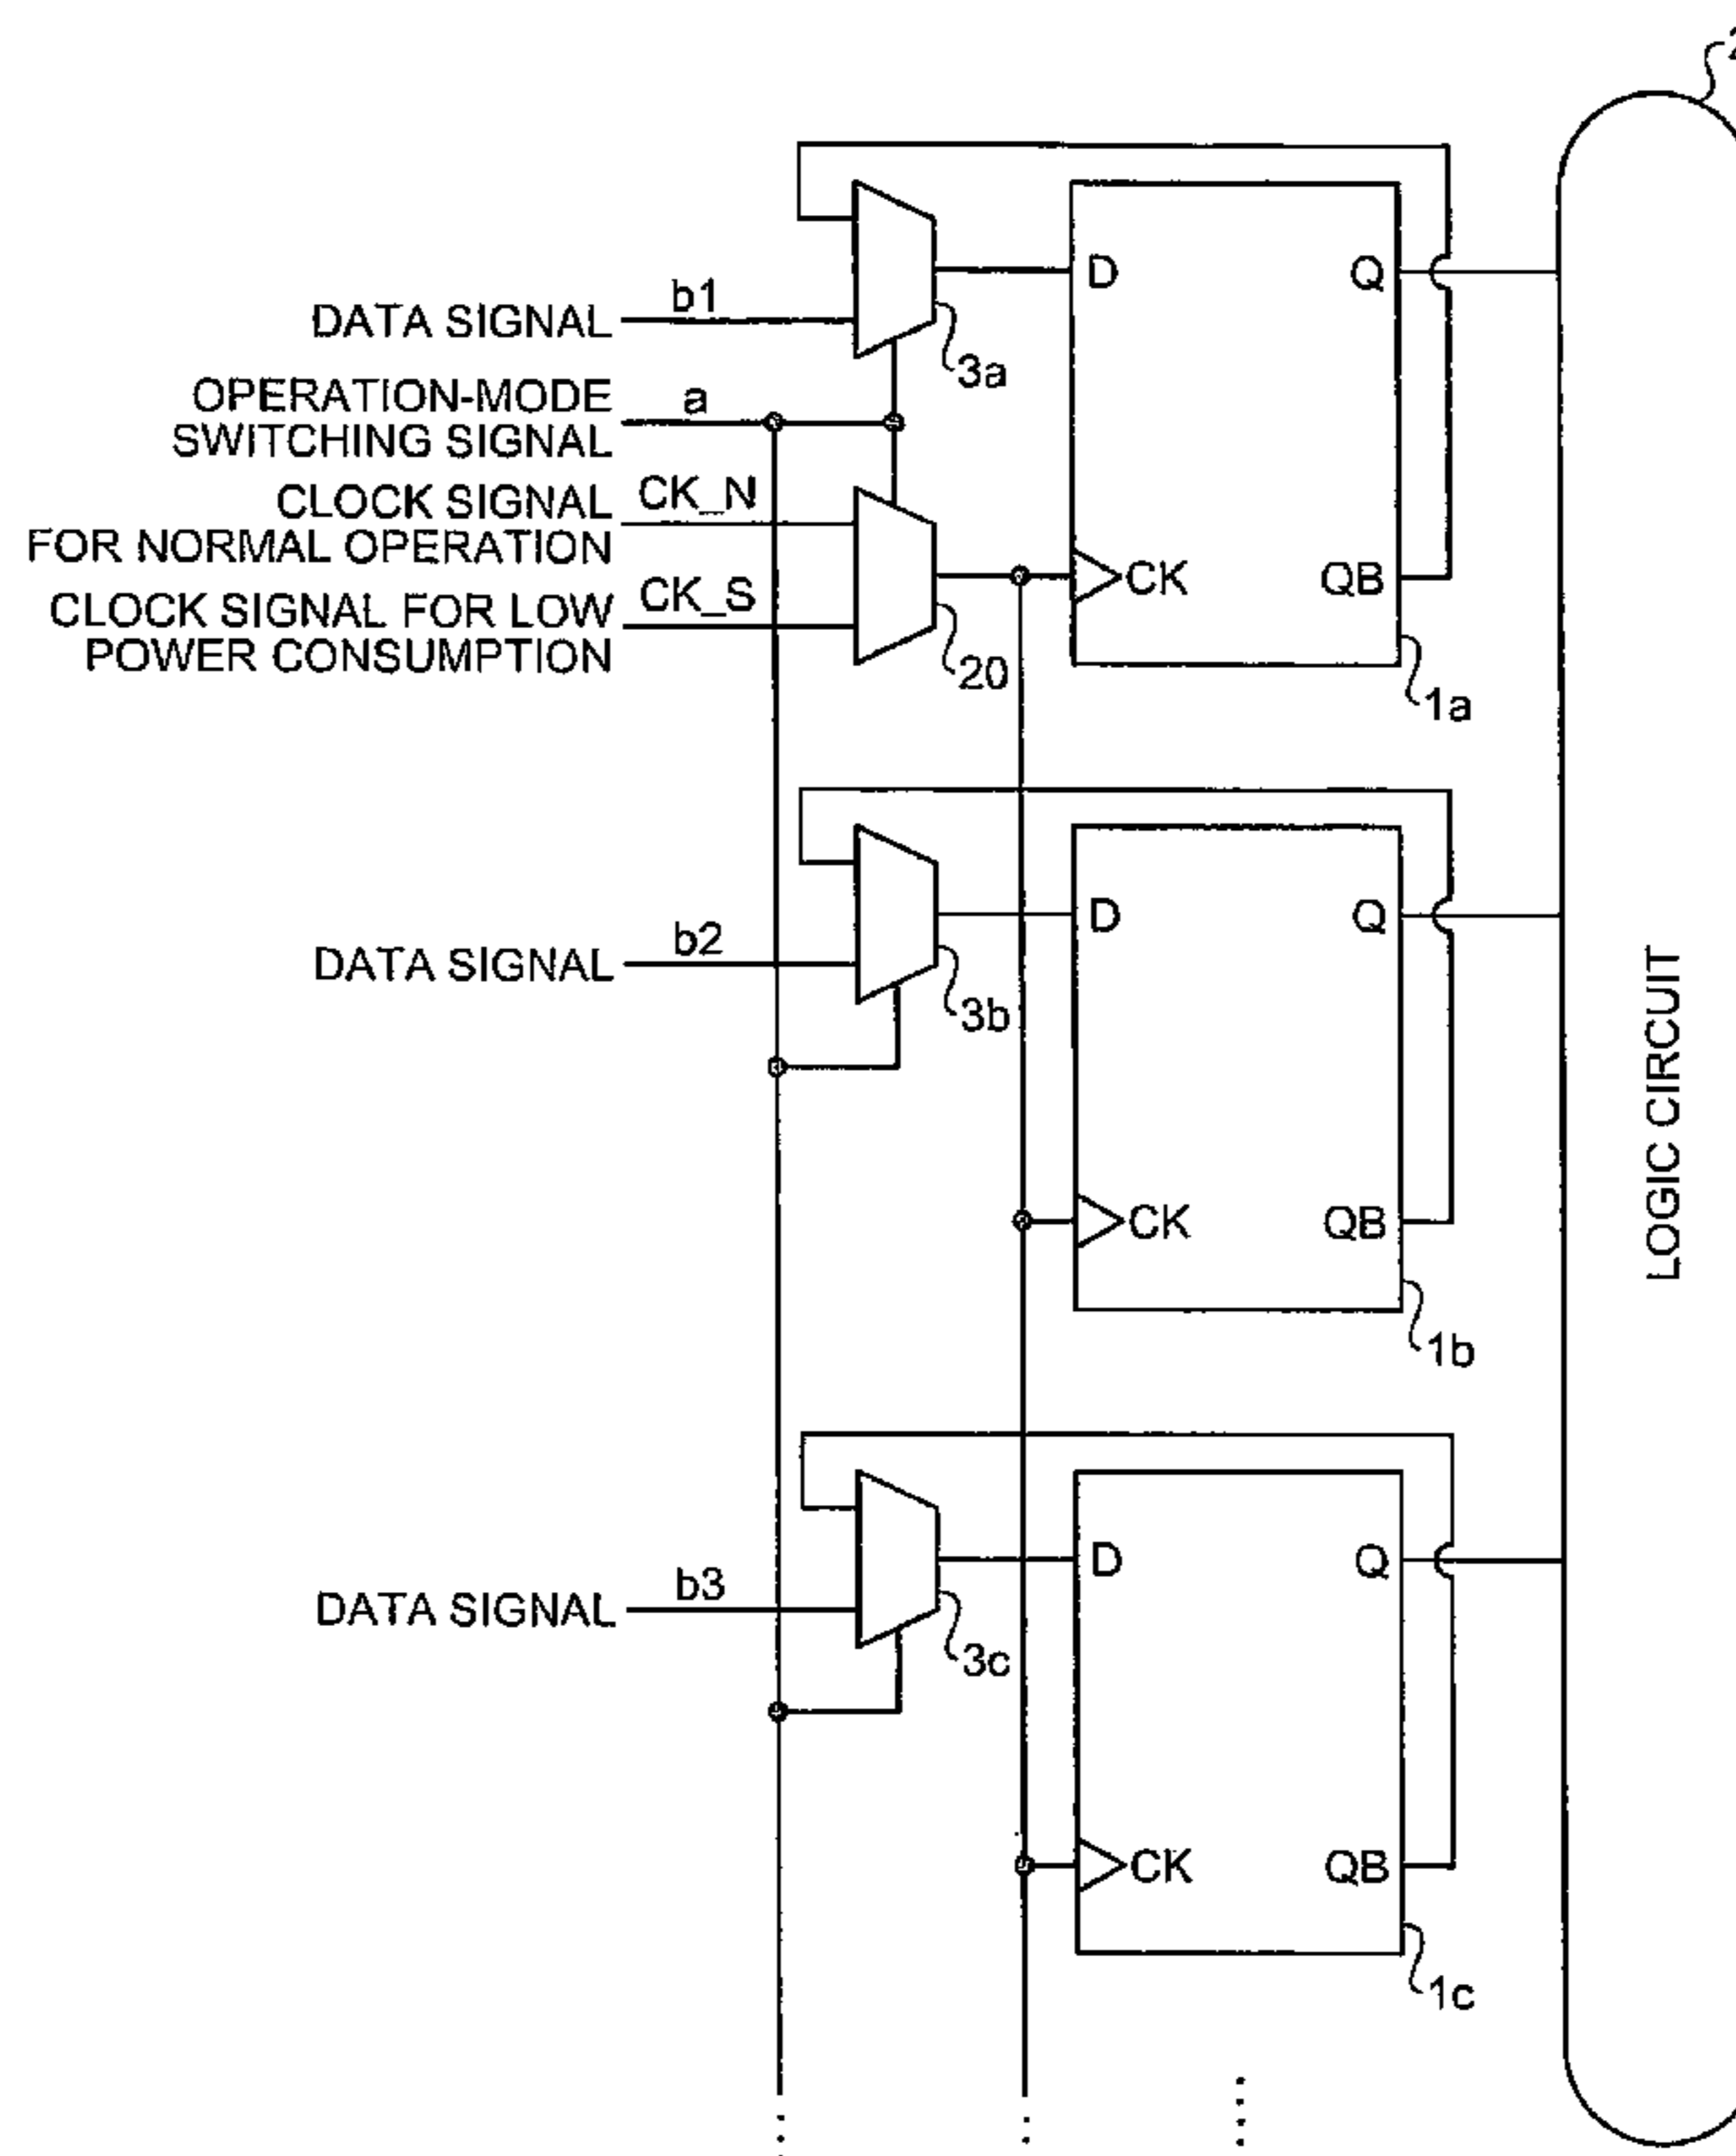 2
DATA SIGNAL b1
3a
D
Q
OPERATION-MODE
SWITCHING SIGNAL
a
CLOCK SIGNAL
FOR NORMAL OPERATION
CK_N
CLOCK SIGNAL FOR LOW
POWER CONSUMPTION
CK_S
20
CK
QB
1a
DATA SIGNAL b2
3b
D
Q
CK
QB
1b
LOGIC CIRCUIT
DATA SIGNAL b3
3c
D
Q
CK
QB
1c